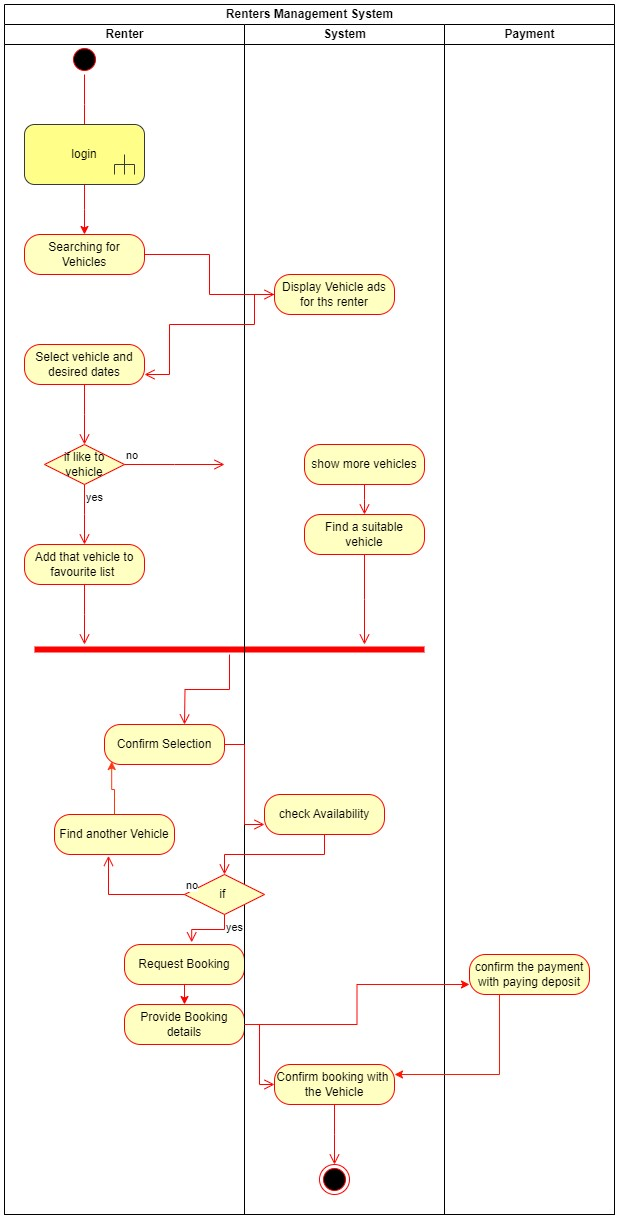 Renters Management System
Renter
System
Payment
login
Searching for
Vehicles
Display Vehicle ads
for ths renter
Select vehicle and
desired dates
if like to
vehicle
no
yes
show more vehicles
Find a suitable
vehicle
Add that vehicle to
favourite list
Confirm Selection
check Availability
Find another Vehicle
no
if
yes
Request Booking
confirm the payment
with paying deposit
Provide Booking
details
Confirm booking with
the Vehicle